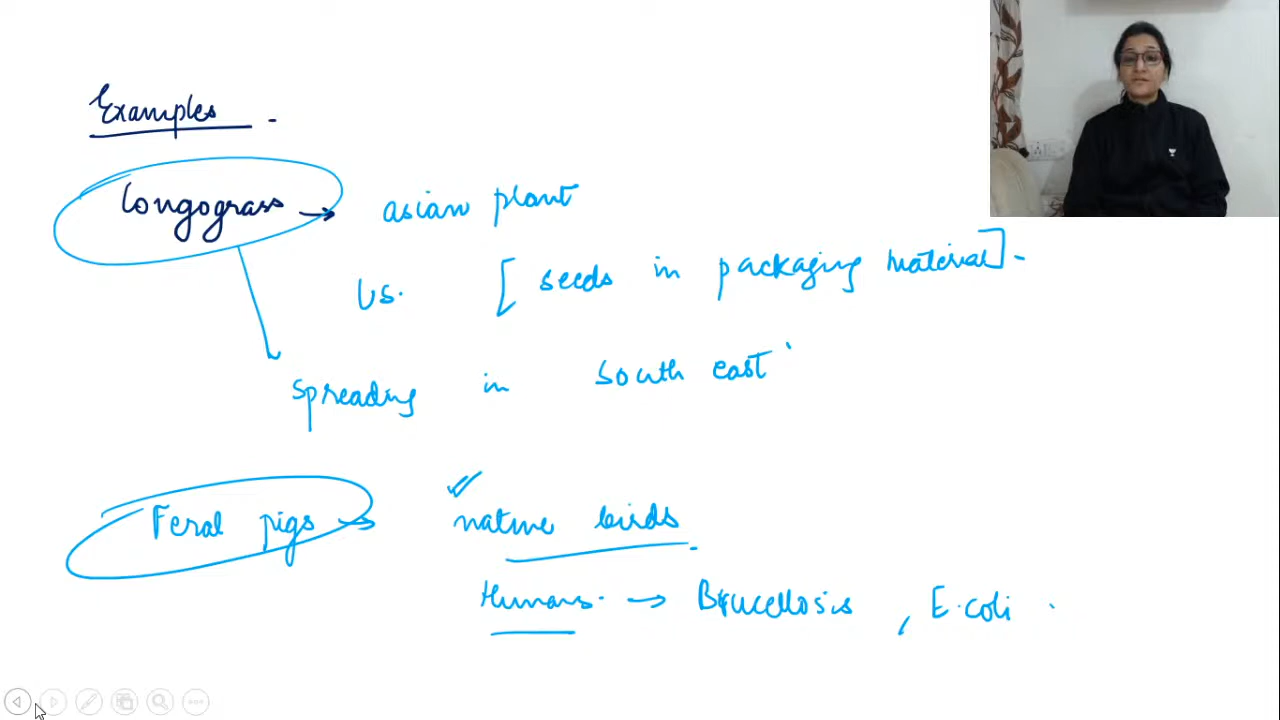 Examples.
Congograss → asian plant
US. [seeds in packaging material].
spreading in south east
Feral pigs → native birds
Humans. → Brucellosis, E.coli.